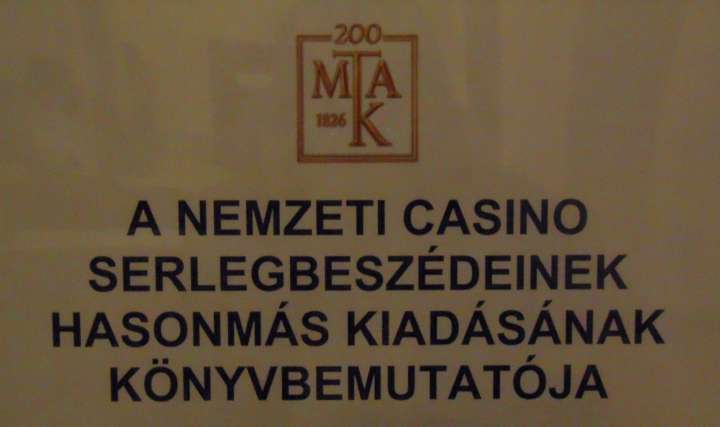 200
MTAK
1826
A NEMZETI CASINO
SERLEGBESZÉDEINEK
HASONMÁS KIADÁSÁNAK
KÖNYVBEMUTATÓJA